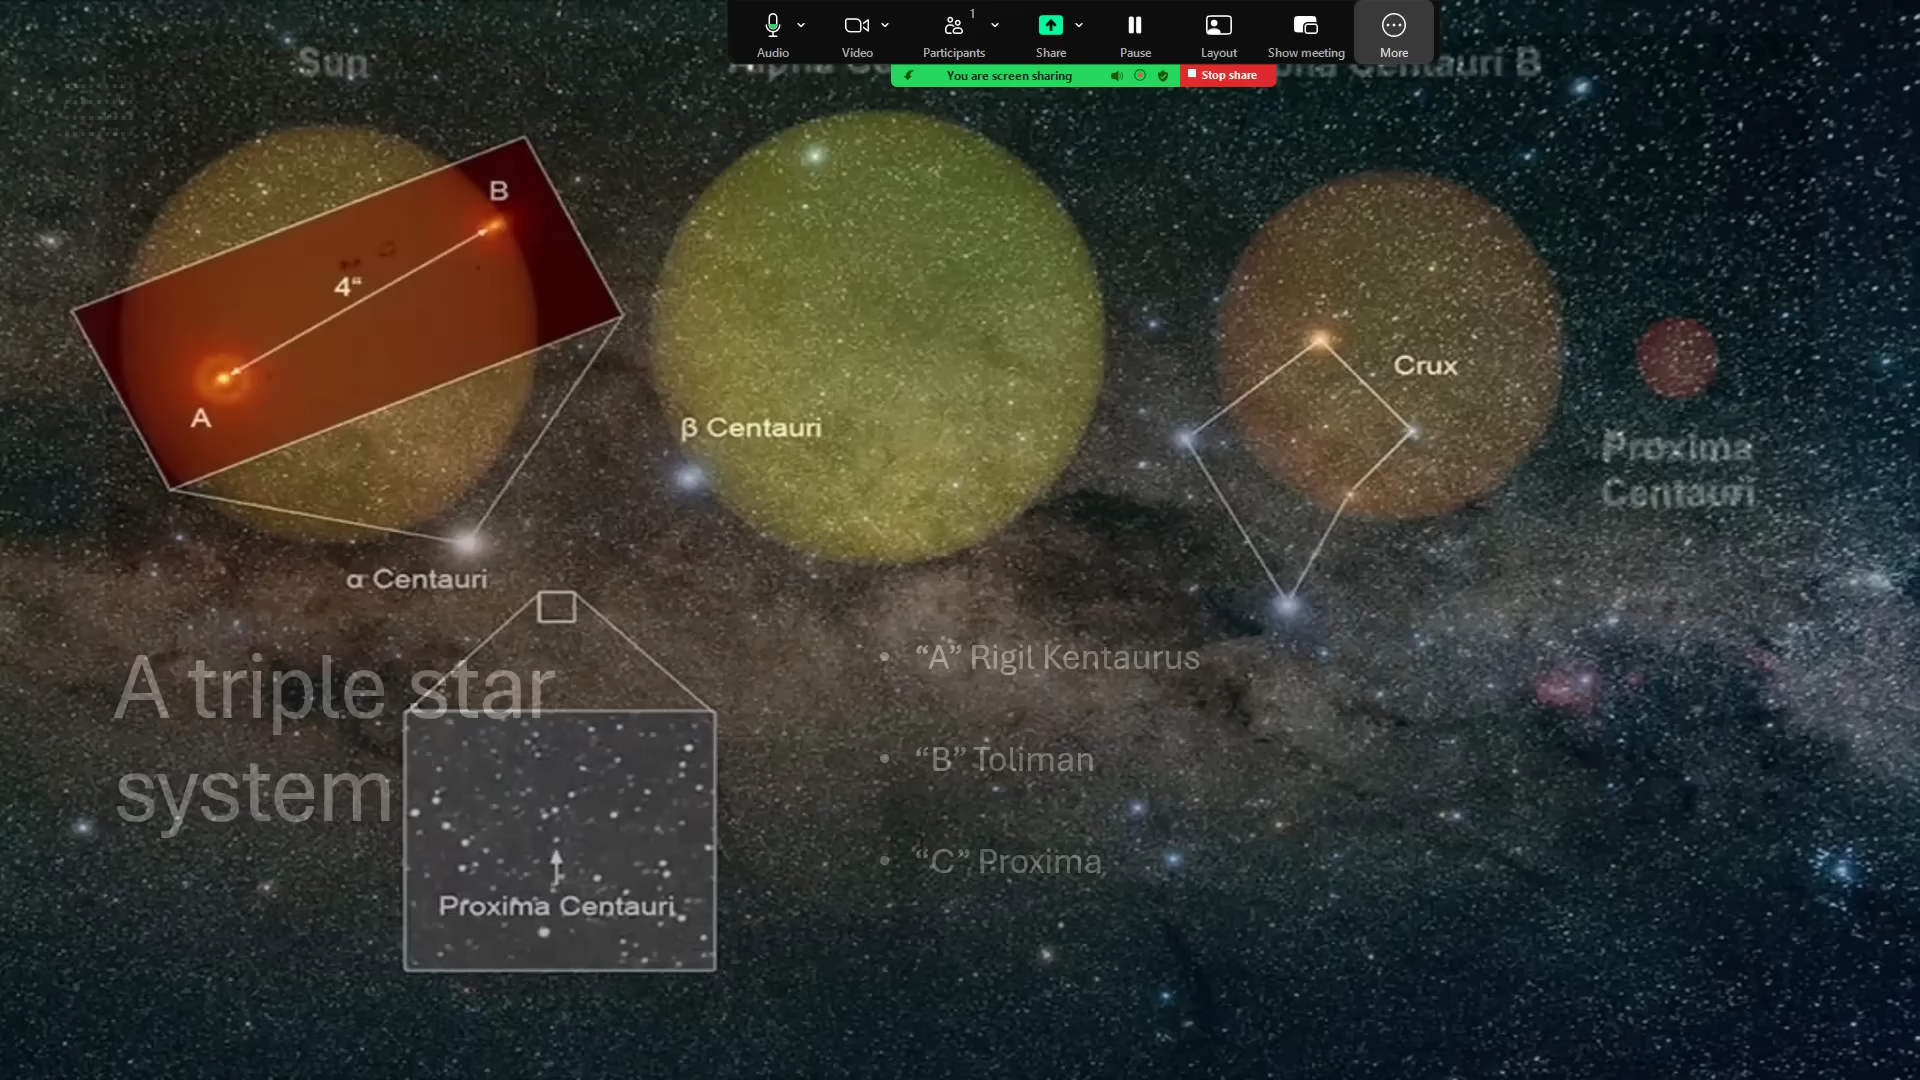 1
Audio
Video
Participants
Share
Pause
Layout
Show meeting
More
You are screen sharing
Stop share
Sun
Centauri B
B
4"
A
Crux
β Centauri
Proxima
Centauri
α Centauri
A triple star
system
• “A” Rigil Kentaurus
• “B” Toliman
• “C” Proxima
Proxima Centauri